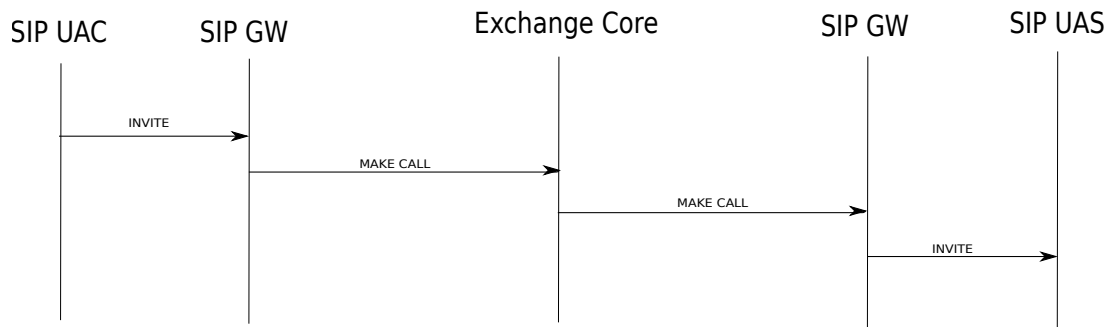 SIP UAC
SIP GW
Exchange Core
SIP GW
SIP UAS
INVITE
MAKE CALL
MAKE CALL
INVITE